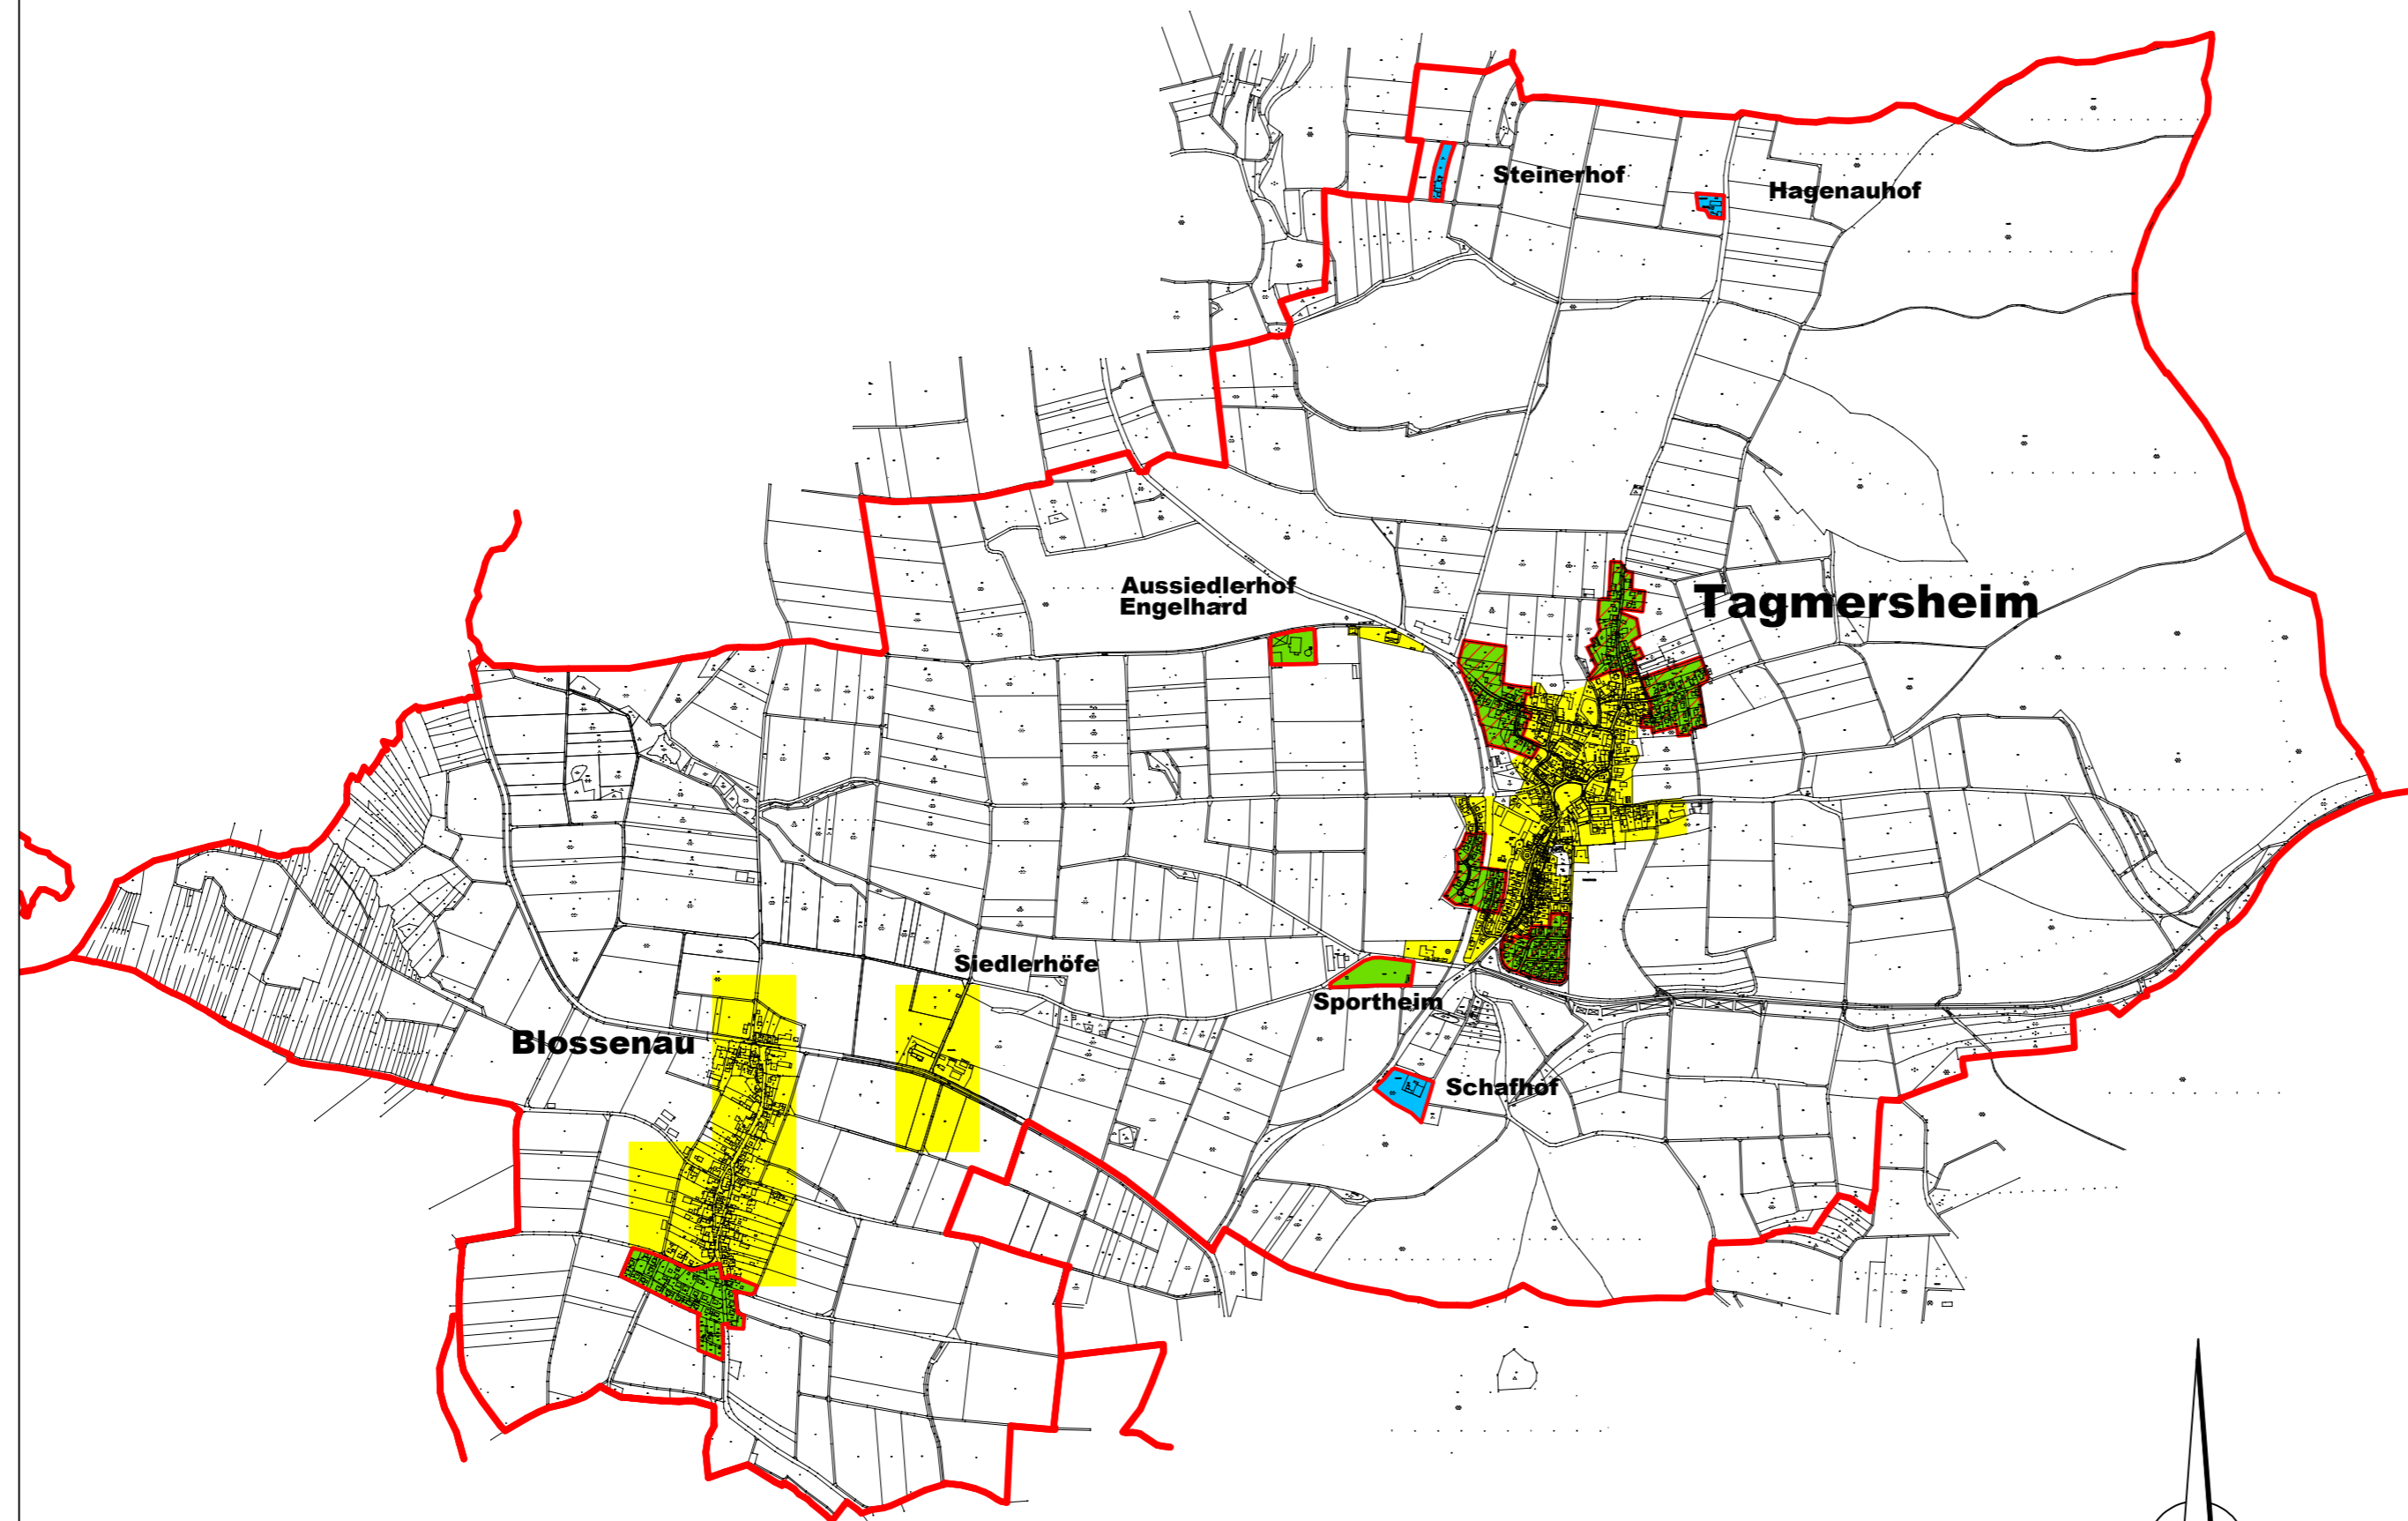 Steinerhof
Hagenauhof
Aussiedlerhof
Engelhard
Tagmersheim
Siedlerhöfe
Sportheim
Blossenau
Schafhof